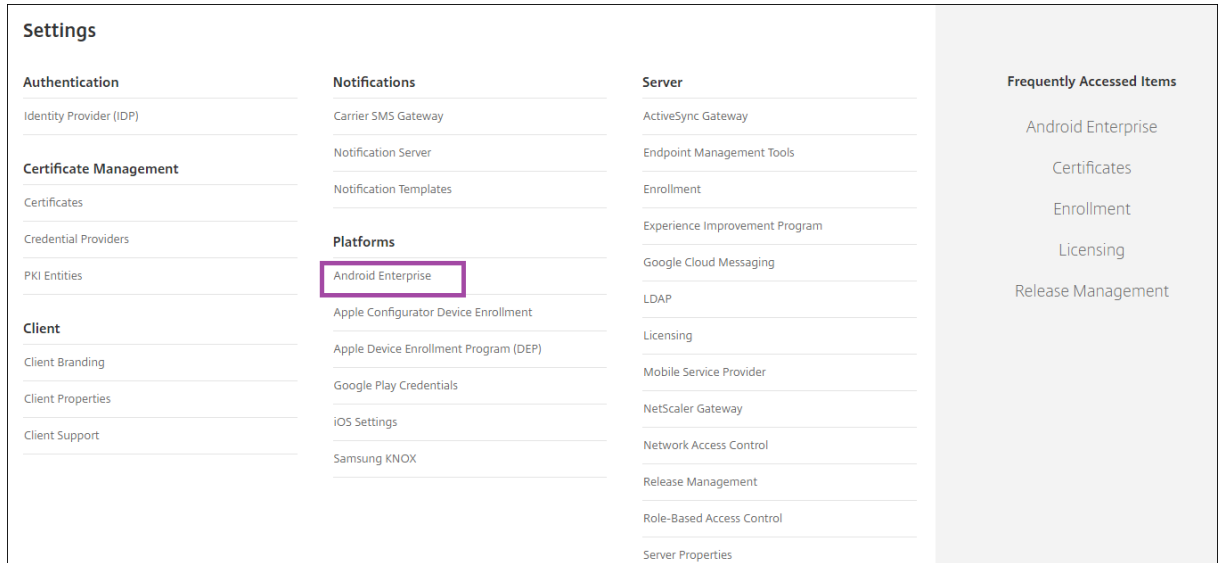 Settings
Authentication
Identity Provider (IDP)
Certificate Management
Certificates
Credential Providers
PKI Entities
Client
Client Branding
Client Properties
Client Support
Notifications
Carrier SMS Gateway
Notification Server
Notification Templates
Platforms
Android Enterprise
Apple Configurator Device Enrollment
Apple Device Enrollment Program (DEP)
Google Play Credentials
iOS Settings
Samsung KNOX
Server
ActiveSync Gateway
Endpoint Management Tools
Enrollment
Experience Improvement Program
Google Cloud Messaging
LDAP
Licensing
Mobile Service Provider
NetScaler Gateway
Network Access Control
Release Management
Role-Based Access Control
Server Properties
Frequently Accessed Items
Android Enterprise
Certificates
Enrollment
Licensing
Release Management